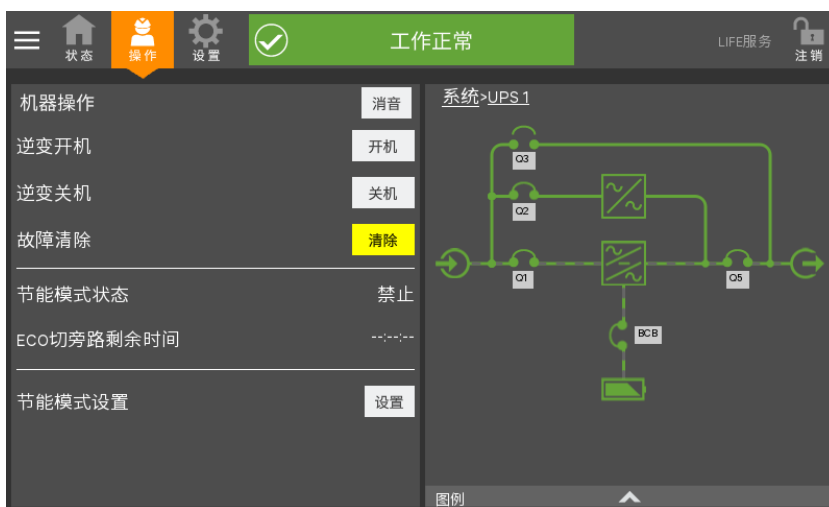 状态
操作
设置
工作正常
LIFE服务
注销
机器操作
消音
逆变开机
开机
逆变关机
关机
故障清除
清除
节能模式状态
禁止
ECO切旁路剩余时间
--:--:--
节能模式设置
设置
系统>UPS 1
Q3
Q2
Q1
Q5
BCB
图例